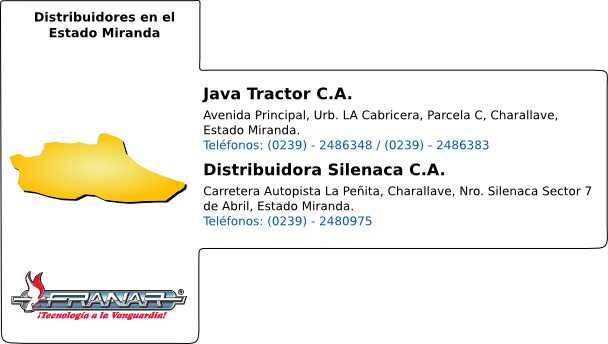 Distribuidores en el
Estado Miranda
Java Tractor C.A.
Avenida Principal, Urb. LA Cabricera, Parcela C, Charallave,
Estado Miranda.
Teléfonos: (0239) - 2486348 / (0239) - 2486383
Distribuidora Silenaca C.A.
Carretera Autopista La Peñita, Charallave, Nro. Silenaca Sector 7
de Abril, Estado Miranda.
Teléfonos: (0239) - 2480975
FRANAR®
¡Tecnología a la Vanguardia!